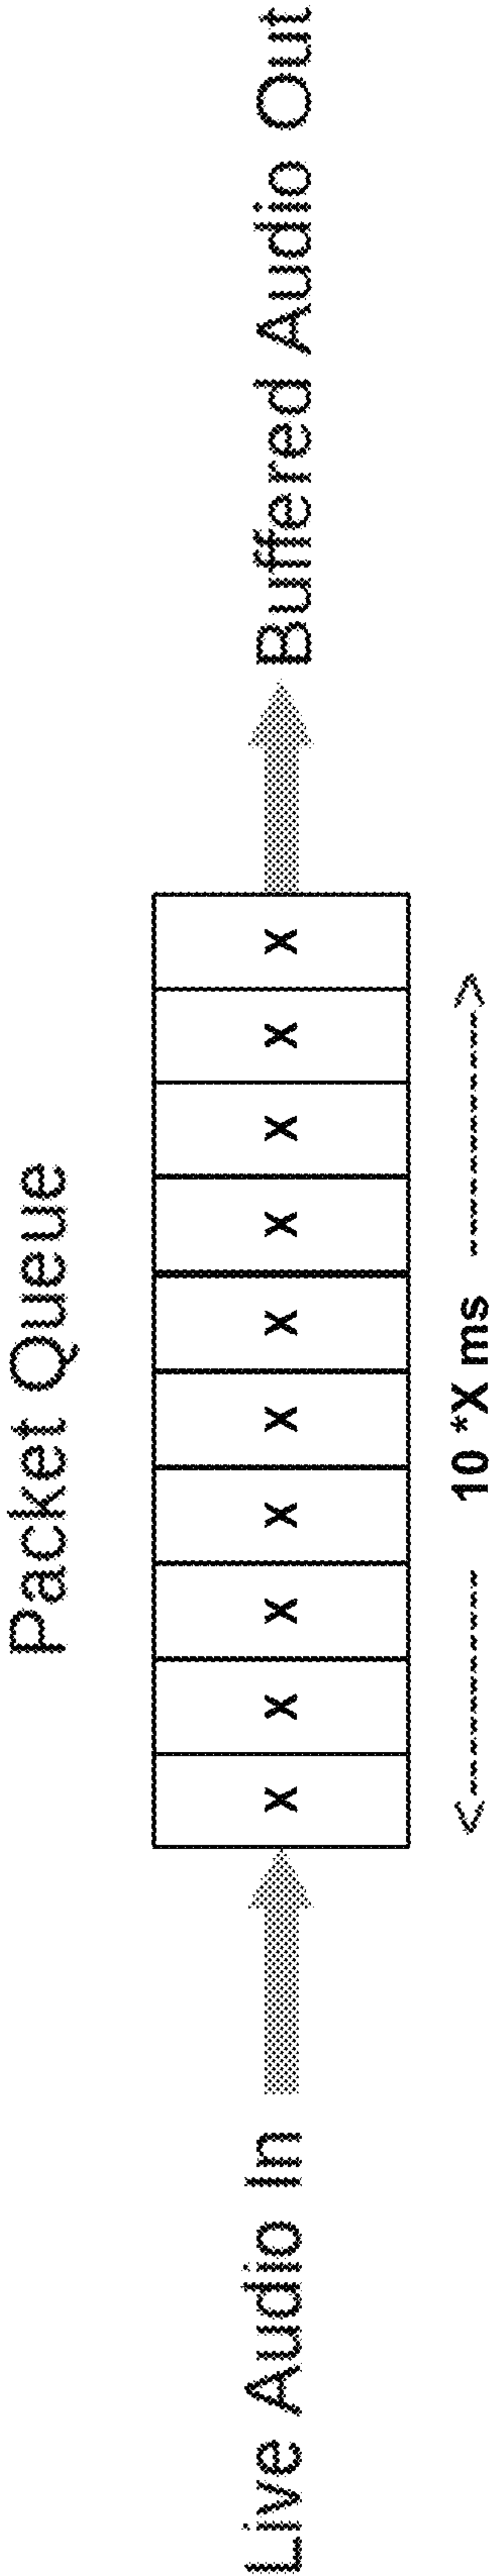 Packet Queue
Live Audio In
X X X X X X X X X X
Buffered Audio Out
<---------- 10 *X ms ---------->